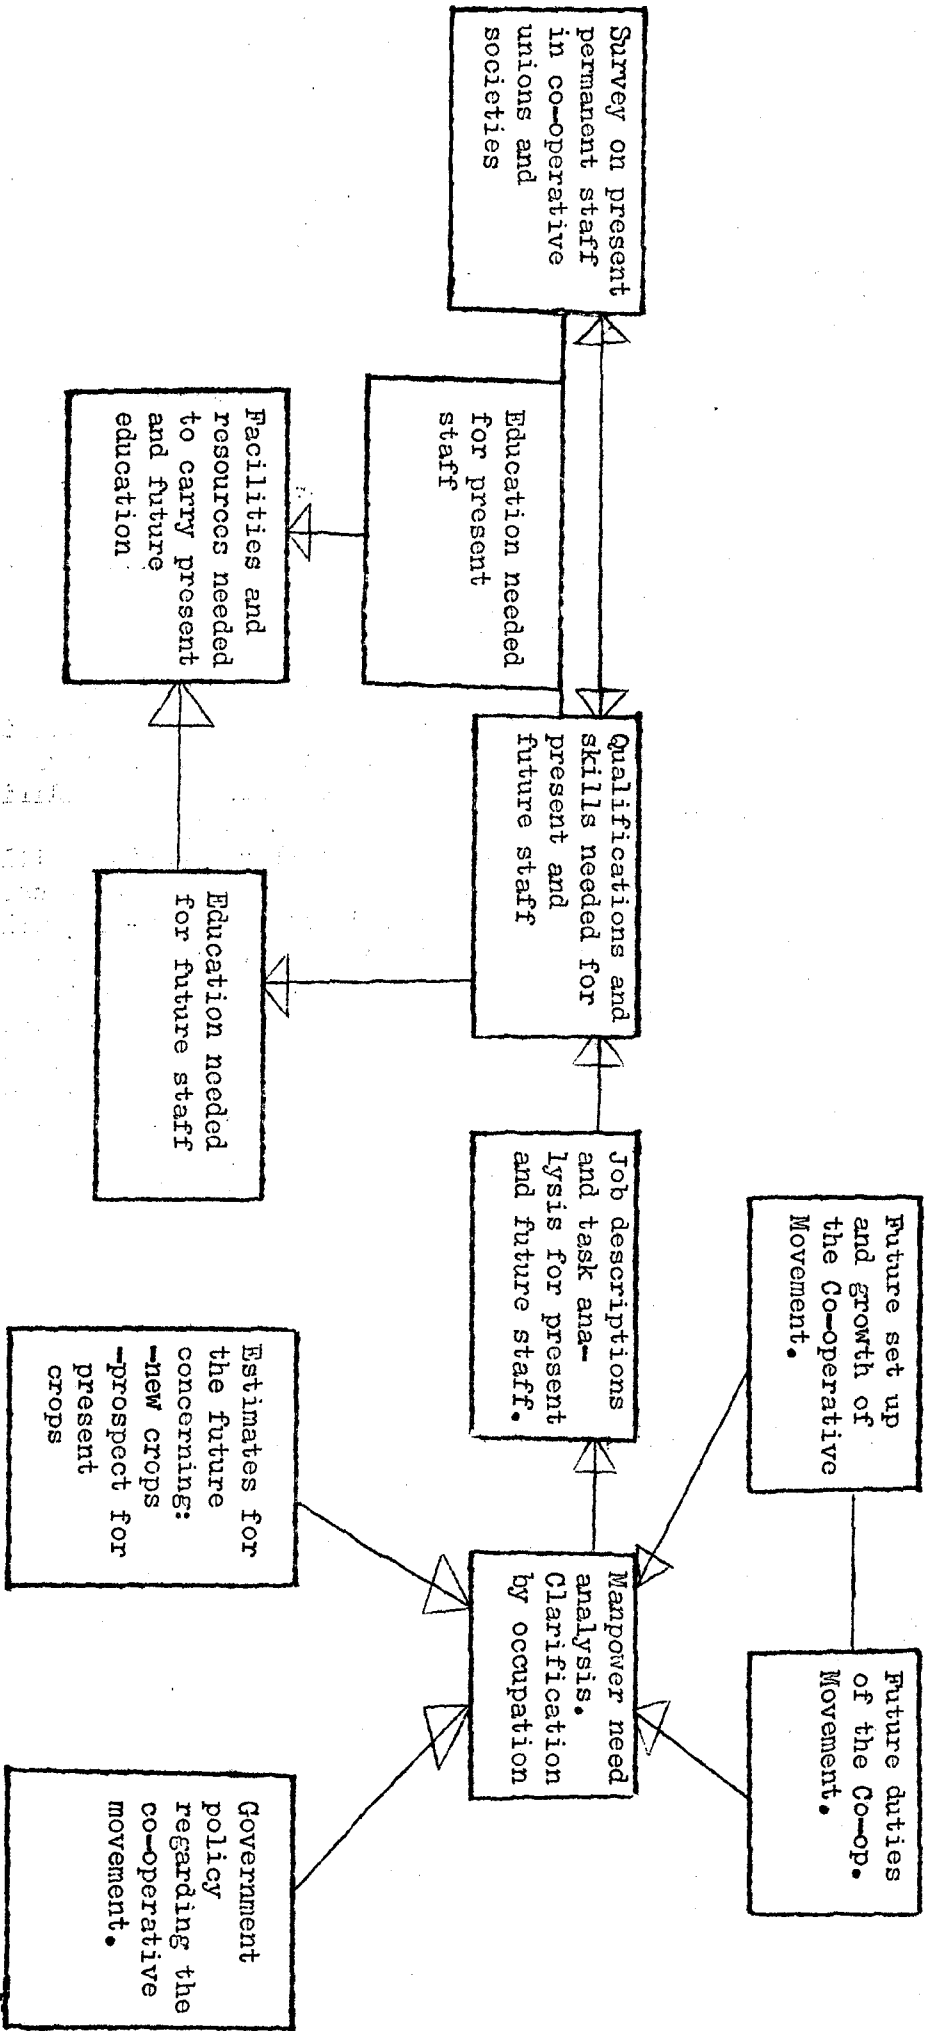 Survey on present
permanent staff
in co-operative
unions and
societies
Education needed
for present
staff
Facilities and
resources needed
to carry present
and future
education
Qualifications and
skills needed for
present and
future staff
Education needed
for future staff
Job descriptions
and task ana-
lysis for present
and future staff.
Future set up
and growth of
the Co-operative
Movement.
Future duties
of the Co-op.
Movement.
Manpower need
analysis.
Clarification
by occupation
Estimates for
the future
concerning:
-new crops
-prospect for
present
crops
Government
policy
regarding the
co-operative
movement.